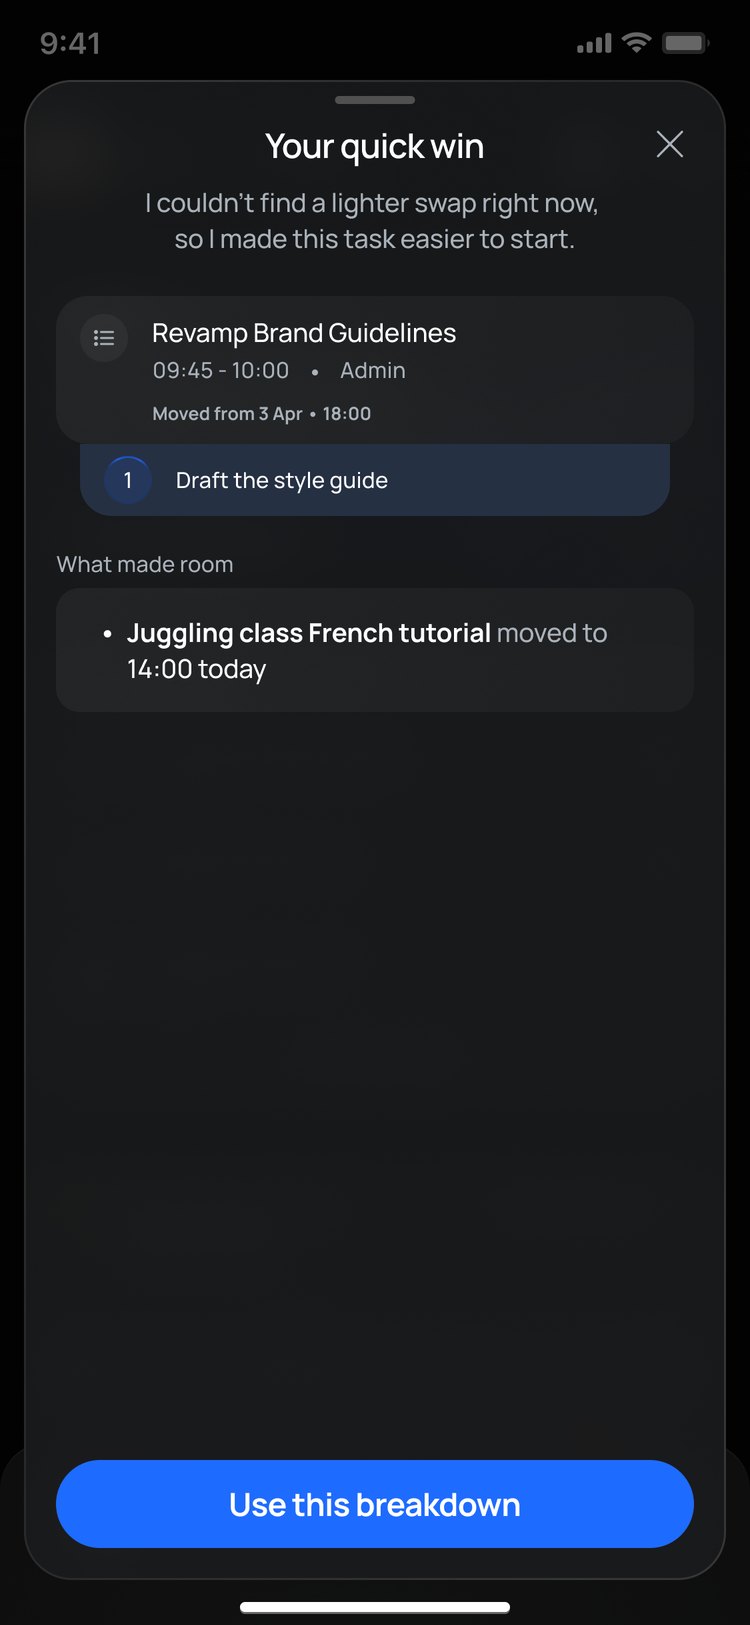 9:41
Your quick win
I couldn’t find a lighter swap right now,
so I made this task easier to start.
Revamp Brand Guidelines
09:45 - 10:00 • Admin
Moved from 3 Apr • 18:00
1 Draft the style guide
What made room
• Juggling class French tutorial moved to
14:00 today
Use this breakdown